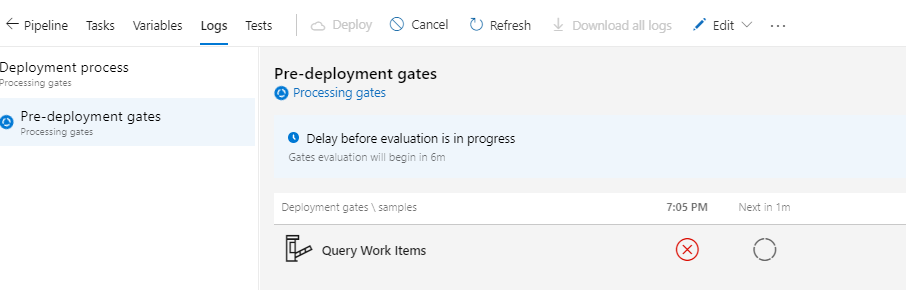 Pipeline Tasks Variables Logs Tests Deploy Cancel Refresh Download all logs Edit
Deployment process
Processing gates
Pre-deployment gates
Processing gates
Pre-deployment gates
Processing gates
Delay before evaluation is in progress
Gates evaluation will begin in 6m
Deployment gates \ samples 7:05 PM Next in 1m
Query Work Items